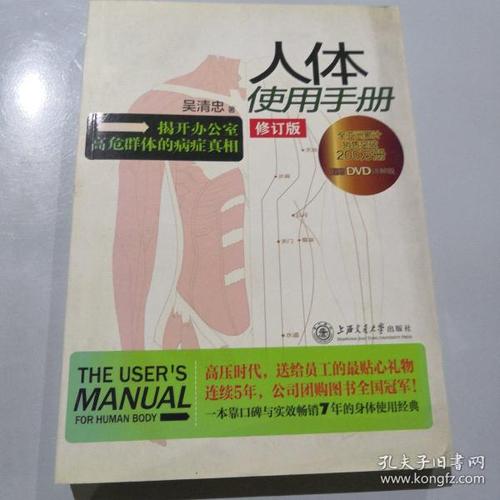 人体
使用手册
吴清忠 著
修订版
揭开办公室
高危群体的病症真相
200万册
DVD
上海交通大学出版社
THE USER'S
MANUAL
FOR HUMAN BODY
高压时代，送给员工的最贴心礼物
连续5年，公司团购图书全国冠军！
一本靠口碑与实效畅销7年的身体使用经典
孔夫子旧书网
www.kongfz.com